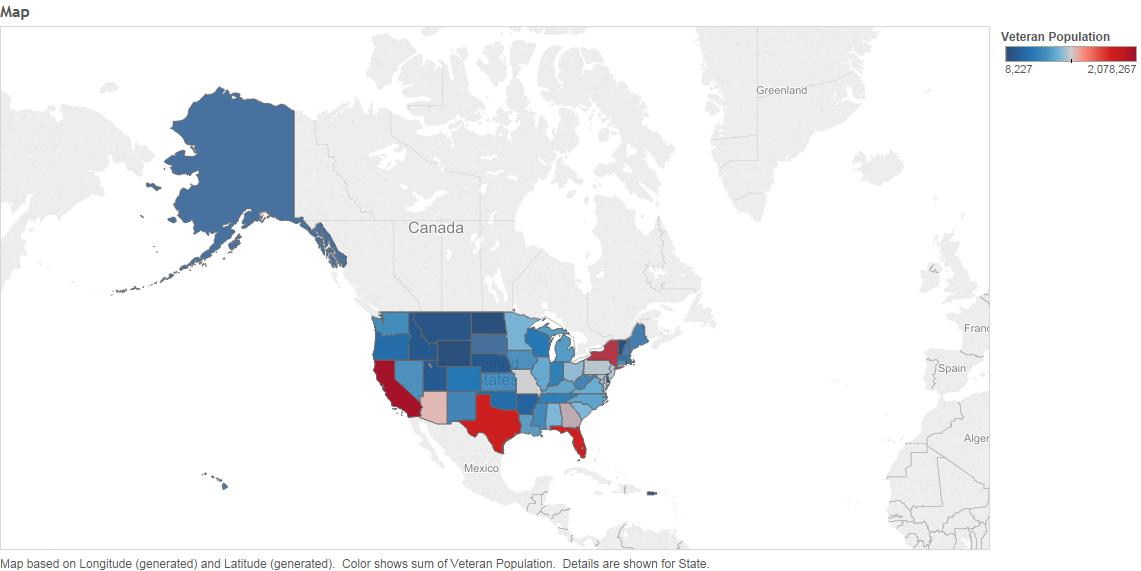 Map
Veteran Population
8,227
2,078,267
Greenland
Canada
States
Franc
Spain
Alger
Mexico
Map based on Longitude (generated) and Latitude (generated).  Color shows sum of Veteran Population.  Details are shown for State.